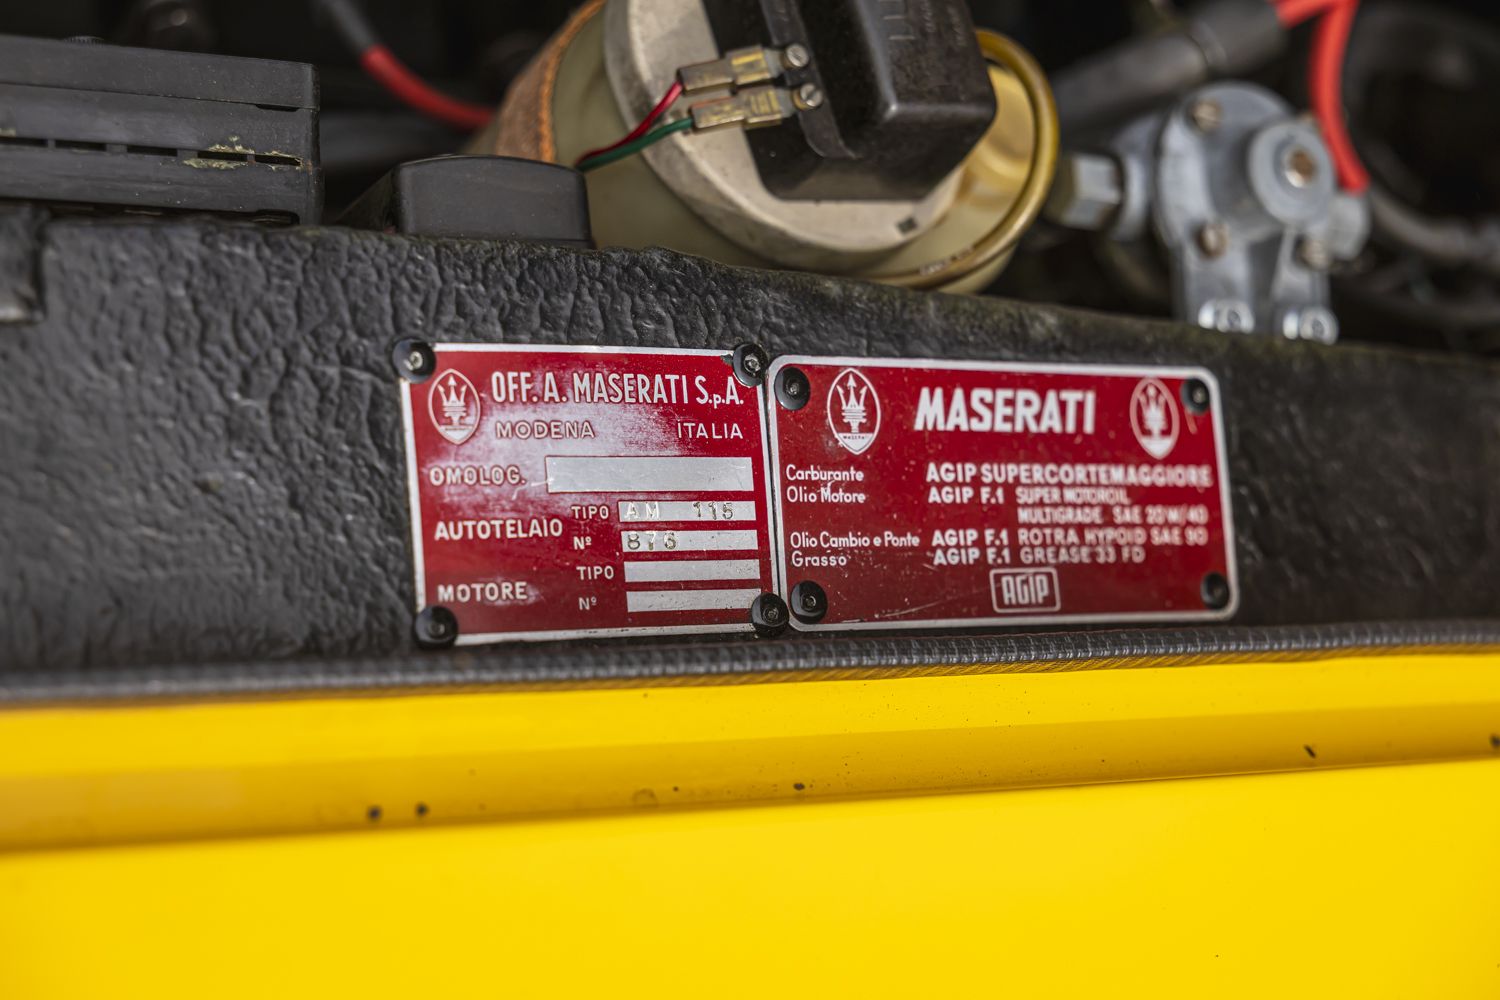 OFF. A. MASERATI S.p.A.
MODENA ITALIA
OMOLOG.
AUTOTELAIO
TIPO AM 115
Nº 876
MOTORE
TIPO
Nº
MASERATI
MASERATI
Carburante AGIP SUPERCORTEMAGGIORE
Olio Motore AGIP F.1 SUPER MOTOROIL
MULTIGRADE SAE 20W/40
Olio Cambio e Ponte AGIP F.1 ROTRA HYPOID SAE 90
Grasso AGIP F.1 GREASE 33 FD
AGIP